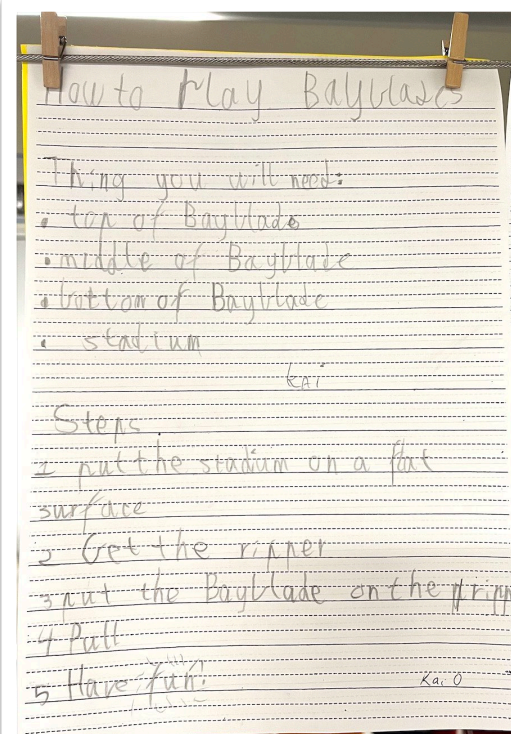 How to Play Bayblades
Thing you will need:
• top of Bayblade
• middle of Bayblade
• bottom of Bayblade
• stadium
kai
Steps.
1 put the stadium on a flat
surface
2 Get the ripper
3 put the Bayblade on the ripp
4 Pull
5 Have fun!
Kai O